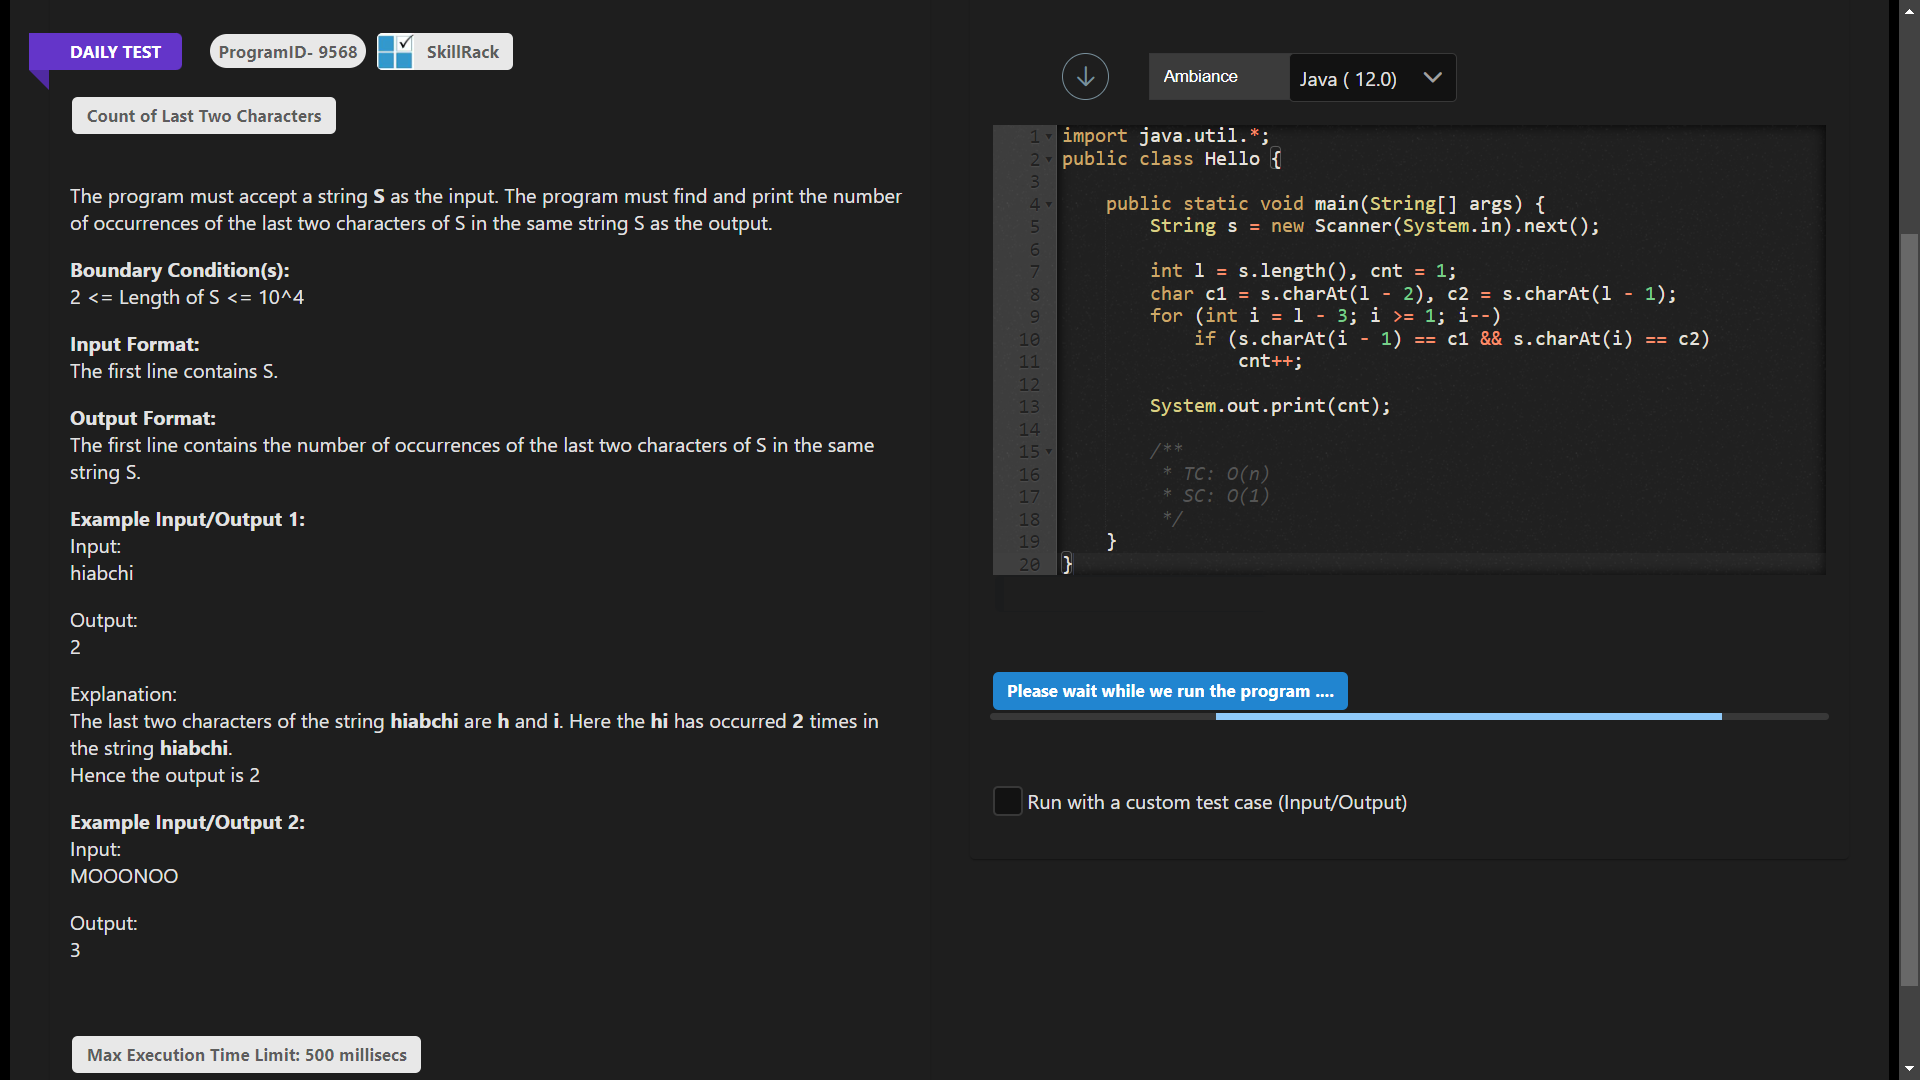 DAILY TEST
ProgramID- 9568
SkillRack
Count of Last Two Characters
The program must accept a string S as the input. The program must find and print the number
of occurrences of the last two characters of S in the same string S as the output.
Boundary Condition(s):
2 <= Length of S <= 10^4
Input Format:
The first line contains S.
Output Format:
The first line contains the number of occurrences of the last two characters of S in the same
string S.
Example Input/Output 1:
Input:
hiabchi
Output:
2
Explanation:
The last two characters of the string hiabchi are h and i. Here the hi has occurred 2 times in
the string hiabchi.
Hence the output is 2
Example Input/Output 2:
Input:
MOOONOO
Output:
3
Max Execution Time Limit: 500 millisecs
Ambiance
Java ( 12.0)
1 import java.util.*;
2 public class Hello {
3
4     public static void main(String[] args) {
5         String s = new Scanner(System.in).next();
6
7         int l = s.length(), cnt = 1;
8         char c1 = s.charAt(l - 2), c2 = s.charAt(l - 1);
9         for (int i = l - 3; i >= 1; i--)
10             if (s.charAt(i - 1) == c1 && s.charAt(i) == c2)
11                 cnt++;
12
13         System.out.print(cnt);
14
15         /**
16          * TC: O(n)
17          * SC: O(1)
18          */
19     }
20 }
Please wait while we run the program ....
Run with a custom test case (Input/Output)